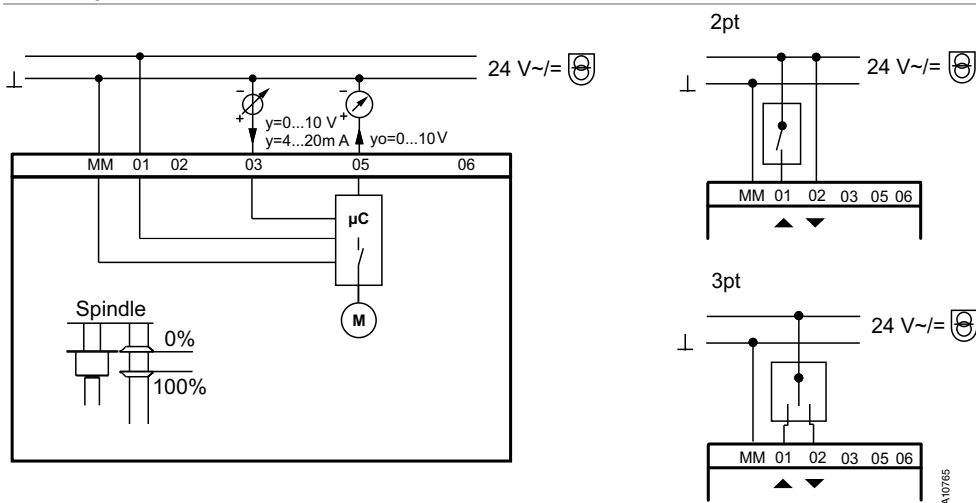 ⊥ 24 V~/=
y=0...10 V
y=4...20m A yo=0...10V
MM 01 02 03 05 06
µC
M
Spindle
0%
100%
2pt
24 V~/=
MM 01 02 03 05 06
3pt
⊥ 24 V~/=
MM 01 02 03 05 06
A10765